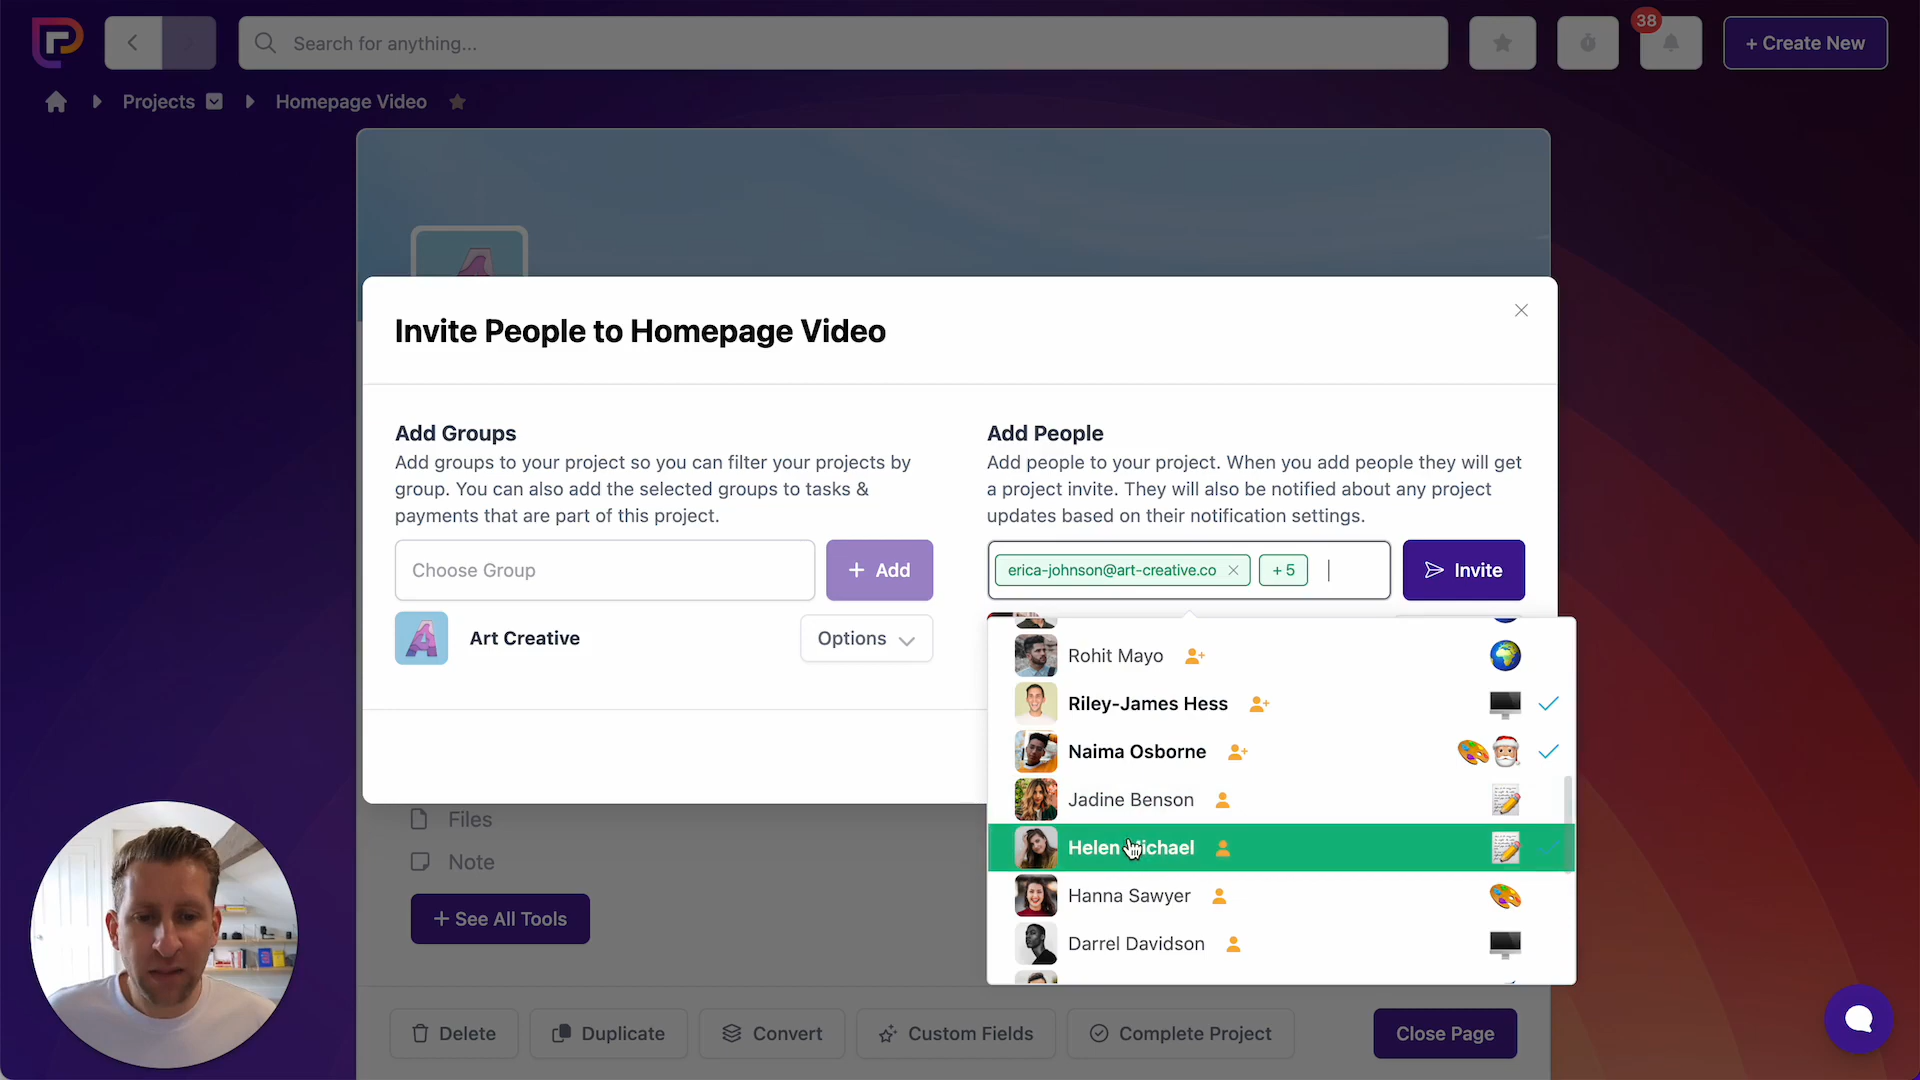 Search for anything...
38
+ Create New
Projects
Homepage Video
Invite People to Homepage Video
Add Groups
Add groups to your project so you can filter your projects by
group. You can also add the selected groups to tasks &
payments that are part of this project.
Choose Group
+ Add
Art Creative
Options
Add People
Add people to your project. When you add people they will get
a project invite. They will also be notified about any project
updates based on their notification settings.
erica-johnson@art-creative.co
+ 5
Invite
Rohit Mayo
Riley-James Hess
Naima Osborne
Jadine Benson
Helen Michael
Hanna Sawyer
Darrel Davidson
Files
Note
+ See All Tools
Delete
Duplicate
Convert
Custom Fields
Complete Project
Close Page